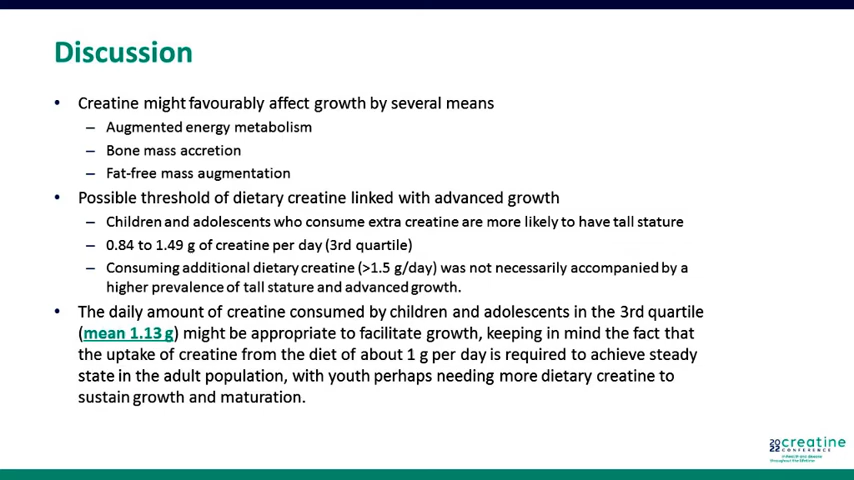 Discussion
• Creatine might favourably affect growth by several means
– Augmented energy metabolism
– Bone mass accretion
– Fat-free mass augmentation
• Possible threshold of dietary creatine linked with advanced growth
– Children and adolescents who consume extra creatine are more likely to have tall stature
– 0.84 to 1.49 g of creatine per day (3rd quartile)
– Consuming additional dietary creatine (>1.5 g/day) was not necessarily accompanied by a
higher prevalence of tall stature and advanced growth.
• The daily amount of creatine consumed by children and adolescents in the 3rd quartile
(mean 1.13 g) might be appropriate to facilitate growth, keeping in mind the fact that
the uptake of creatine from the diet of about 1 g per day is required to achieve steady
state in the adult population, with youth perhaps needing more dietary creatine to
sustain growth and maturation.
2022 creatine
CONFERENCE
in health and disease
throughout the lifetime